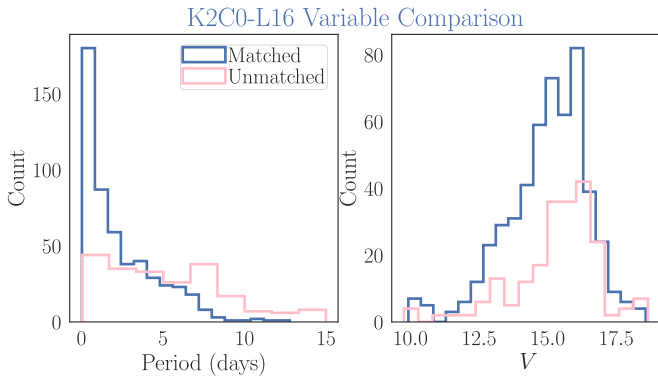 K2C0-L16 Variable Comparison
Matched
Unmatched
Count
150
100
50
0
0
5
10
15
Period (days)
Count
80
60
40
20
0
10.0
12.5
15.0
17.5
V